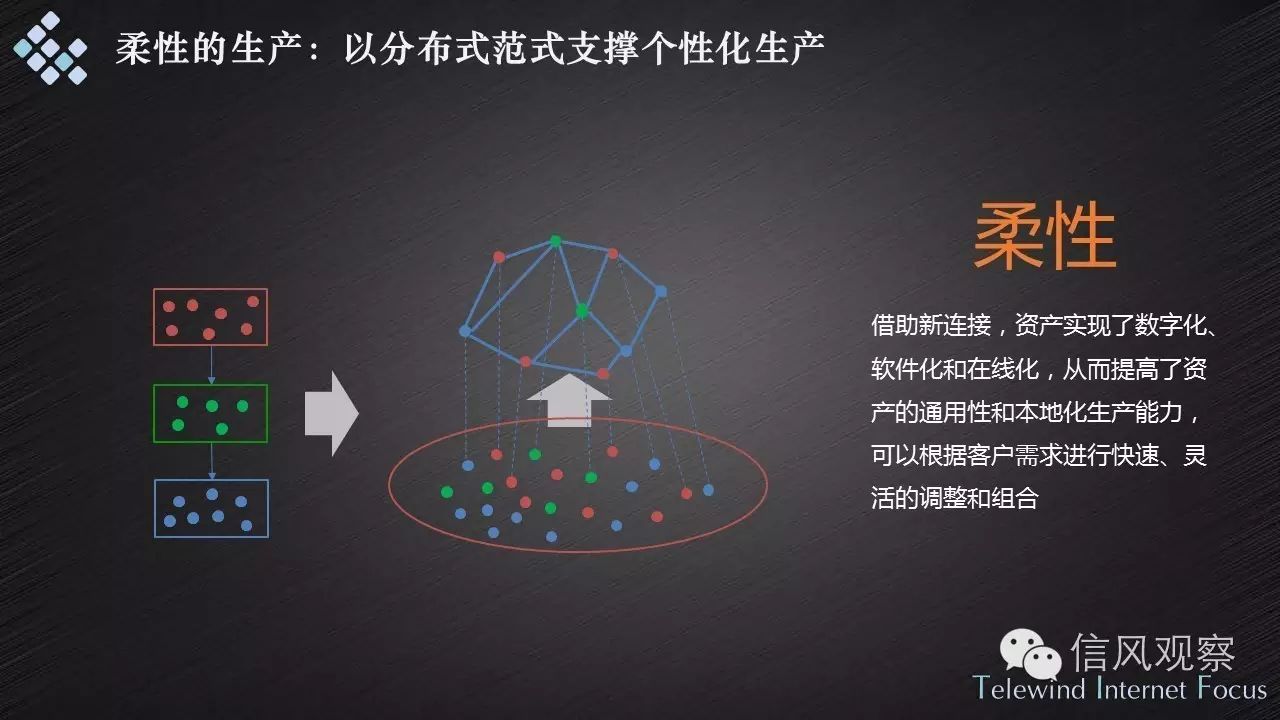 柔性的生产：以分布式范式支撑个性化生产
柔性
借助新连接，资产实现了数字化、
软件化和在线化，从而提高了资
产的通用性和本地化生产能力，
可以根据客户需求进行快速、灵
活的调整和组合
信风观察
Telewind Internet Focus